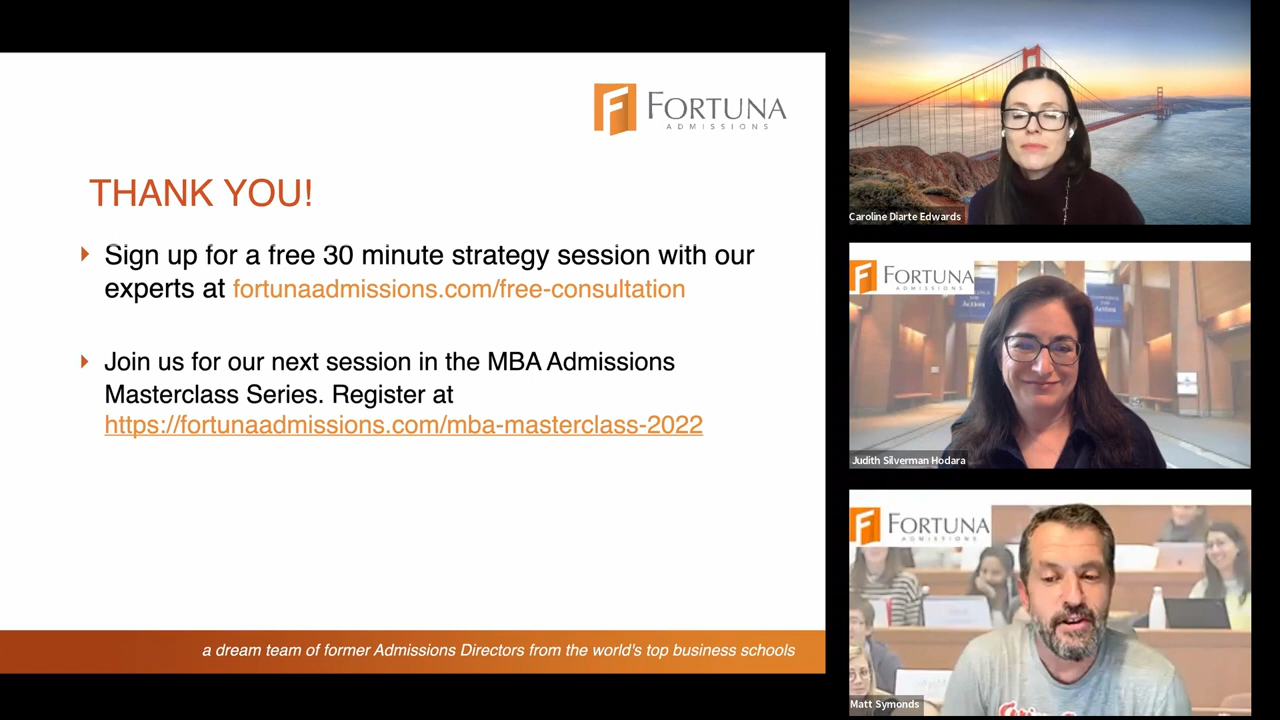 FORTUNA
ADMISSIONS
THANK YOU!
Sign up for a free 30 minute strategy session with our
experts at fortunaadmissions.com/free-consultation
Join us for our next session in the MBA Admissions
Masterclass Series. Register at
https://fortunaadmissions.com/mba-masterclass-2022
a dream team of former Admissions Directors from the world's top business schools
Caroline Diarte Edwards
FORTUNA
ADMISSIONS
Judith Silverman Hodara
FORTUNA
ADMISSIONS
Matt Symonds